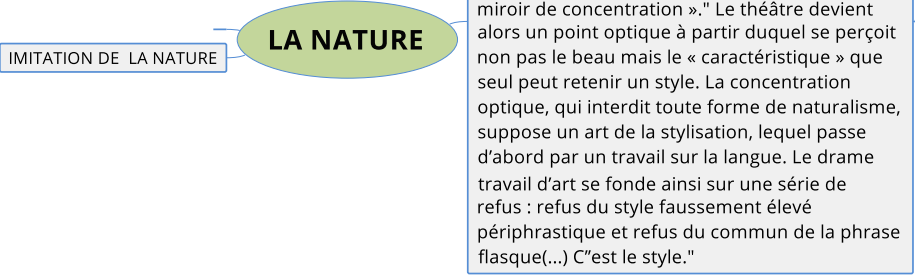 LA NATURE
IMITATION DE  LA NATURE
miroir de concentration »." Le théâtre devient
alors un point optique à partir duquel se perçoit
non pas le beau mais le « caractéristique » que
seul peut retenir un style. La concentration
optique, qui interdit toute forme de naturalisme,
suppose un art de la stylisation, lequel passe
d’abord par un travail sur la langue. Le drame
travail d’art se fonde ainsi sur une série de
refus : refus du style faussement élevé
périphrastique et refus du commun de la phrase
flasque(...) C’’est le style."